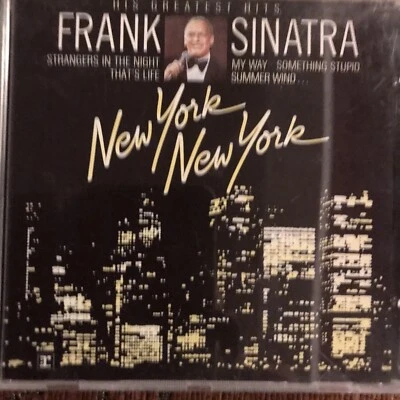 HIS GREATEST HITS
FRANK SINATRA
STRANGERS IN THE NIGHT MY WAY SOMETHING STUPID
THAT'S LIFE SUMMER WIND...
New York
New York